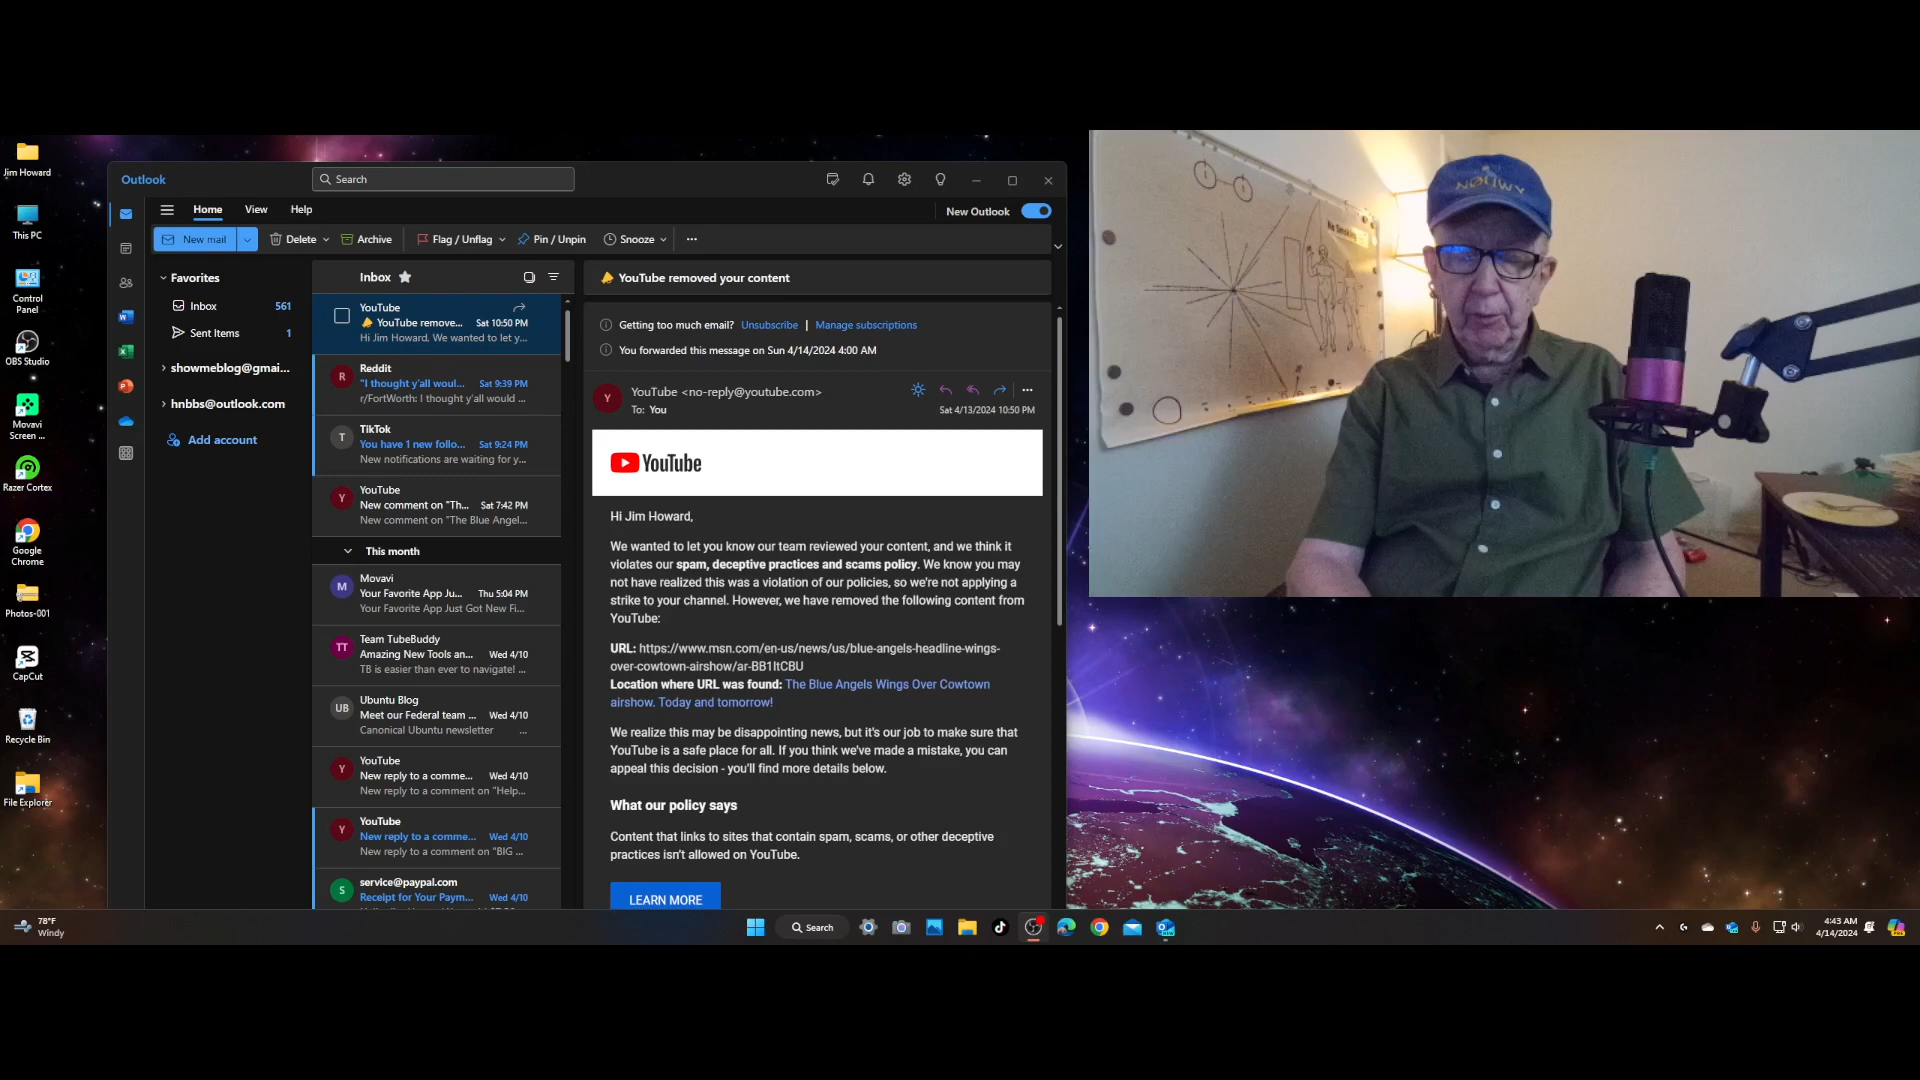 Jim Howard
This PC
Control
Panel
OBS Studio
Movavi
Screen ...
Razer Cortex
Google
Chrome
Photos-001
CapCut
Recycle Bin
File Explorer
Outlook
Search
Home View Help
New Outlook
New mail Delete Archive Flag / Unflag Pin / Unpin Snooze ...
Favorites
Inbox 561
Sent Items 1
showmeblog@gmai...
hnbbs@outlook.com
Add account
Inbox
YouTube
YouTube remove... Sat 10:50 PM
Hi Jim Howard, We wanted to let y...
R
Reddit
"I thought y'all woul... Sat 9:39 PM
r/FortWorth: I thought y'all would ...
T
TikTok
You have 1 new follo... Sat 9:24 PM
New notifications are waiting for y...
Y
YouTube
New comment on "Th... Sat 7:42 PM
New comment on "The Blue Angel...
This month
M
Movavi
Your Favorite App Ju... Thu 5:04 PM
Your Favorite App Just Got New Fi...
TT
Team TubeBuddy
Amazing New Tools an... Wed 4/10
TB is easier than ever to navigate! ...
UB
Ubuntu Blog
Meet our Federal team ... Wed 4/10
Canonical Ubuntu newsletter ...
Y
YouTube
New reply to a comme... Wed 4/10
New reply to a comment on "Help...
Y
YouTube
New reply to a comme... Wed 4/10
New reply to a comment on "BIG ...
S
service@paypal.com
Receipt for Your Paym... Wed 4/10
YouTube removed your content
Getting too much email? Unsubscribe | Manage subscriptions
You forwarded this message on Sun 4/14/2024 4:00 AM
Y
YouTube <no-reply@youtube.com>
To: You
Sat 4/13/2024 10:50 PM
YouTube
Hi Jim Howard,
We wanted to let you know our team reviewed your content, and we think it
violates our spam, deceptive practices and scams policy. We know you may
not have realized this was a violation of our policies, so we're not applying a
strike to your channel. However, we have removed the following content from
YouTube:
URL: https://www.msn.com/en-us/news/us/blue-angels-headline-wings-
over-cowtown-airshow/ar-BB1ltCBU
Location where URL was found: The Blue Angels Wings Over Cowtown
airshow. Today and tomorrow!
We realize this may be disappointing news, but it's our job to make sure that
YouTube is a safe place for all. If you think we've made a mistake, you can
appeal this decision - you'll find more details below.
What our policy says
Content that links to sites that contain spam, scams, or other deceptive
practices isn't allowed on YouTube.
LEARN MORE
No Smoking
78°F
Windy
Search
4:43 AM
4/14/2024